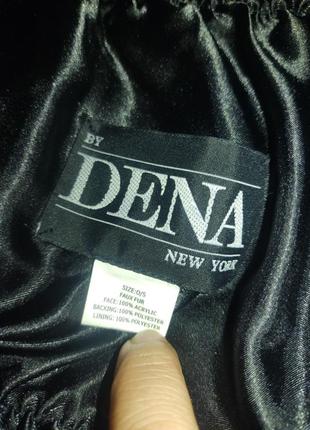 BY
DENA
NEW YORK
SIZE:O/S
FAUX FUR
FACE:100% ACRYLIC
BACKING:100% POLYESTER
LINING: 100% POLYESTER